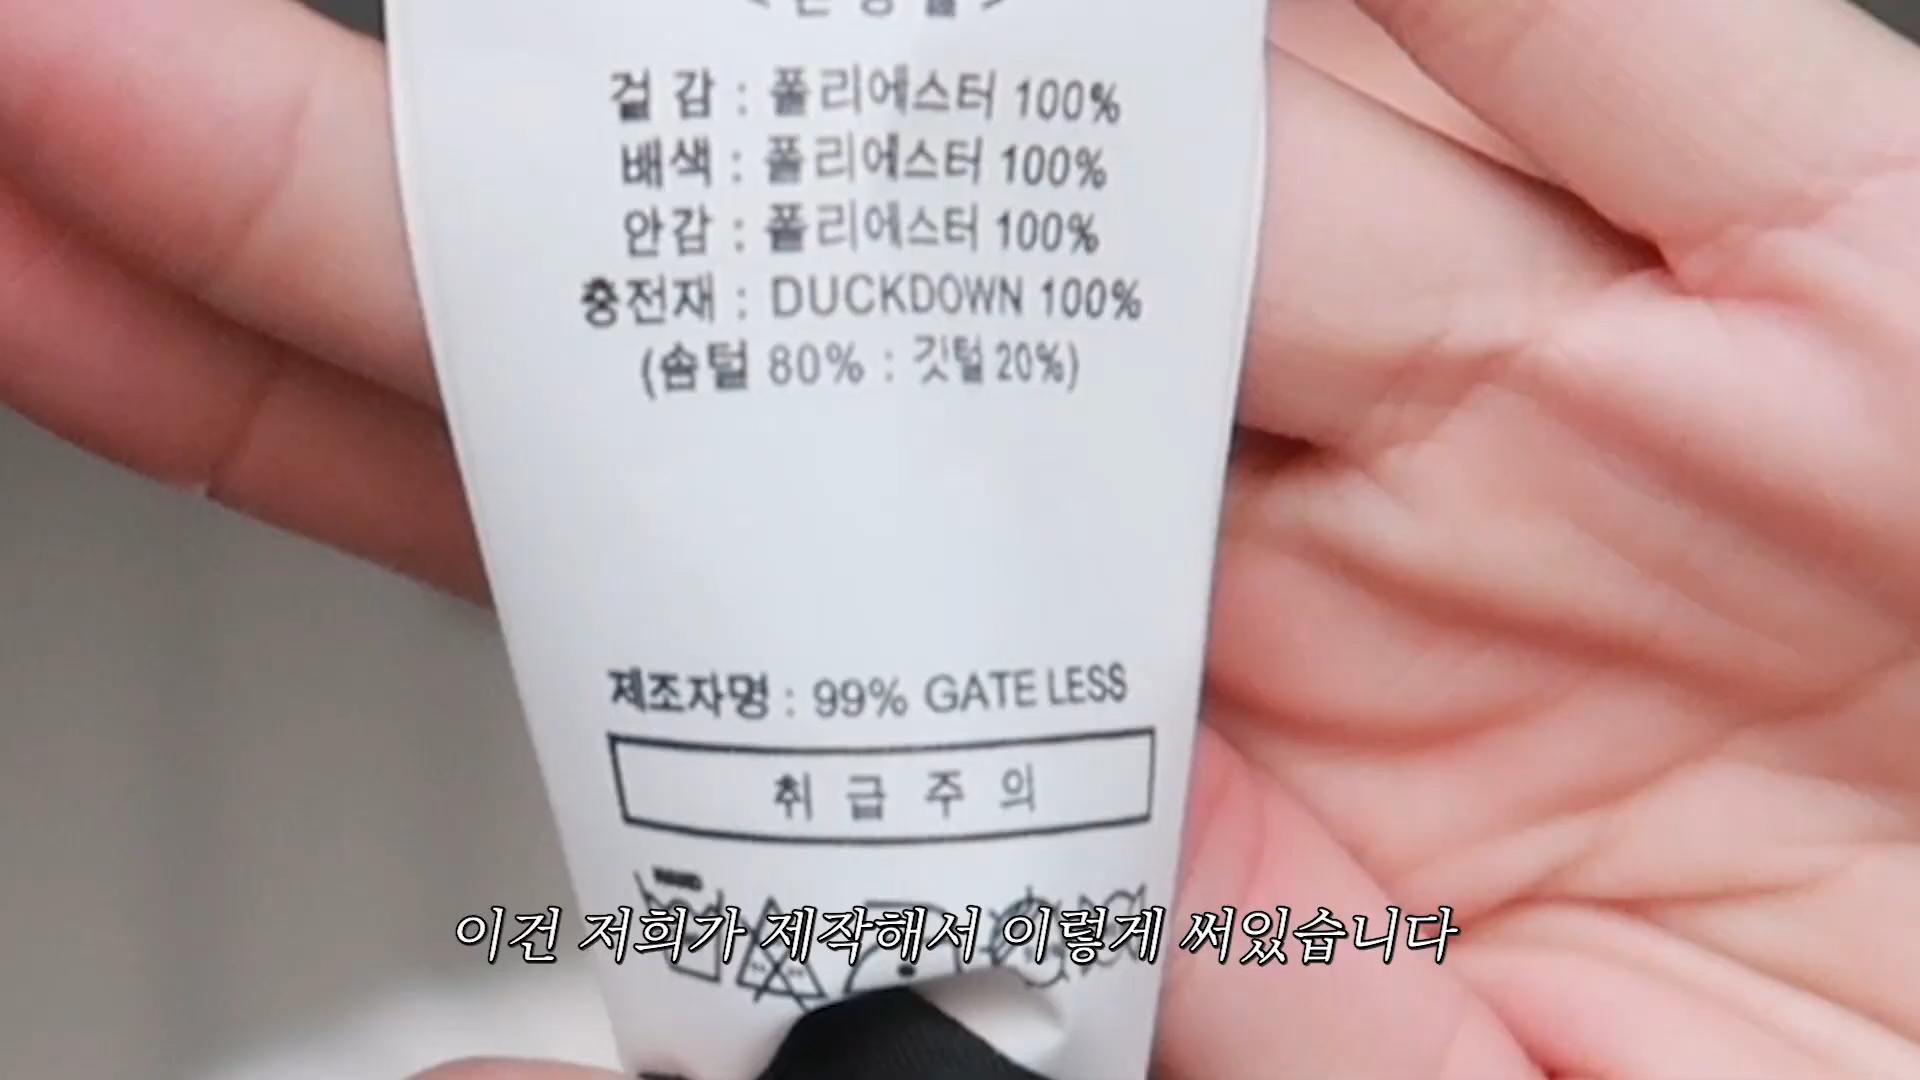 겉 감 : 폴리에스터 100%
배색 : 폴리에스터 100%
안감 : 폴리에스터 100%
충전재 : DUCKDOWN 100%
(솜털 80% : 깃털 20%)
제조자명 : 99% GATE LESS
취 급 주 의
이건 저희가 제작해서 이렇게 써있습니다